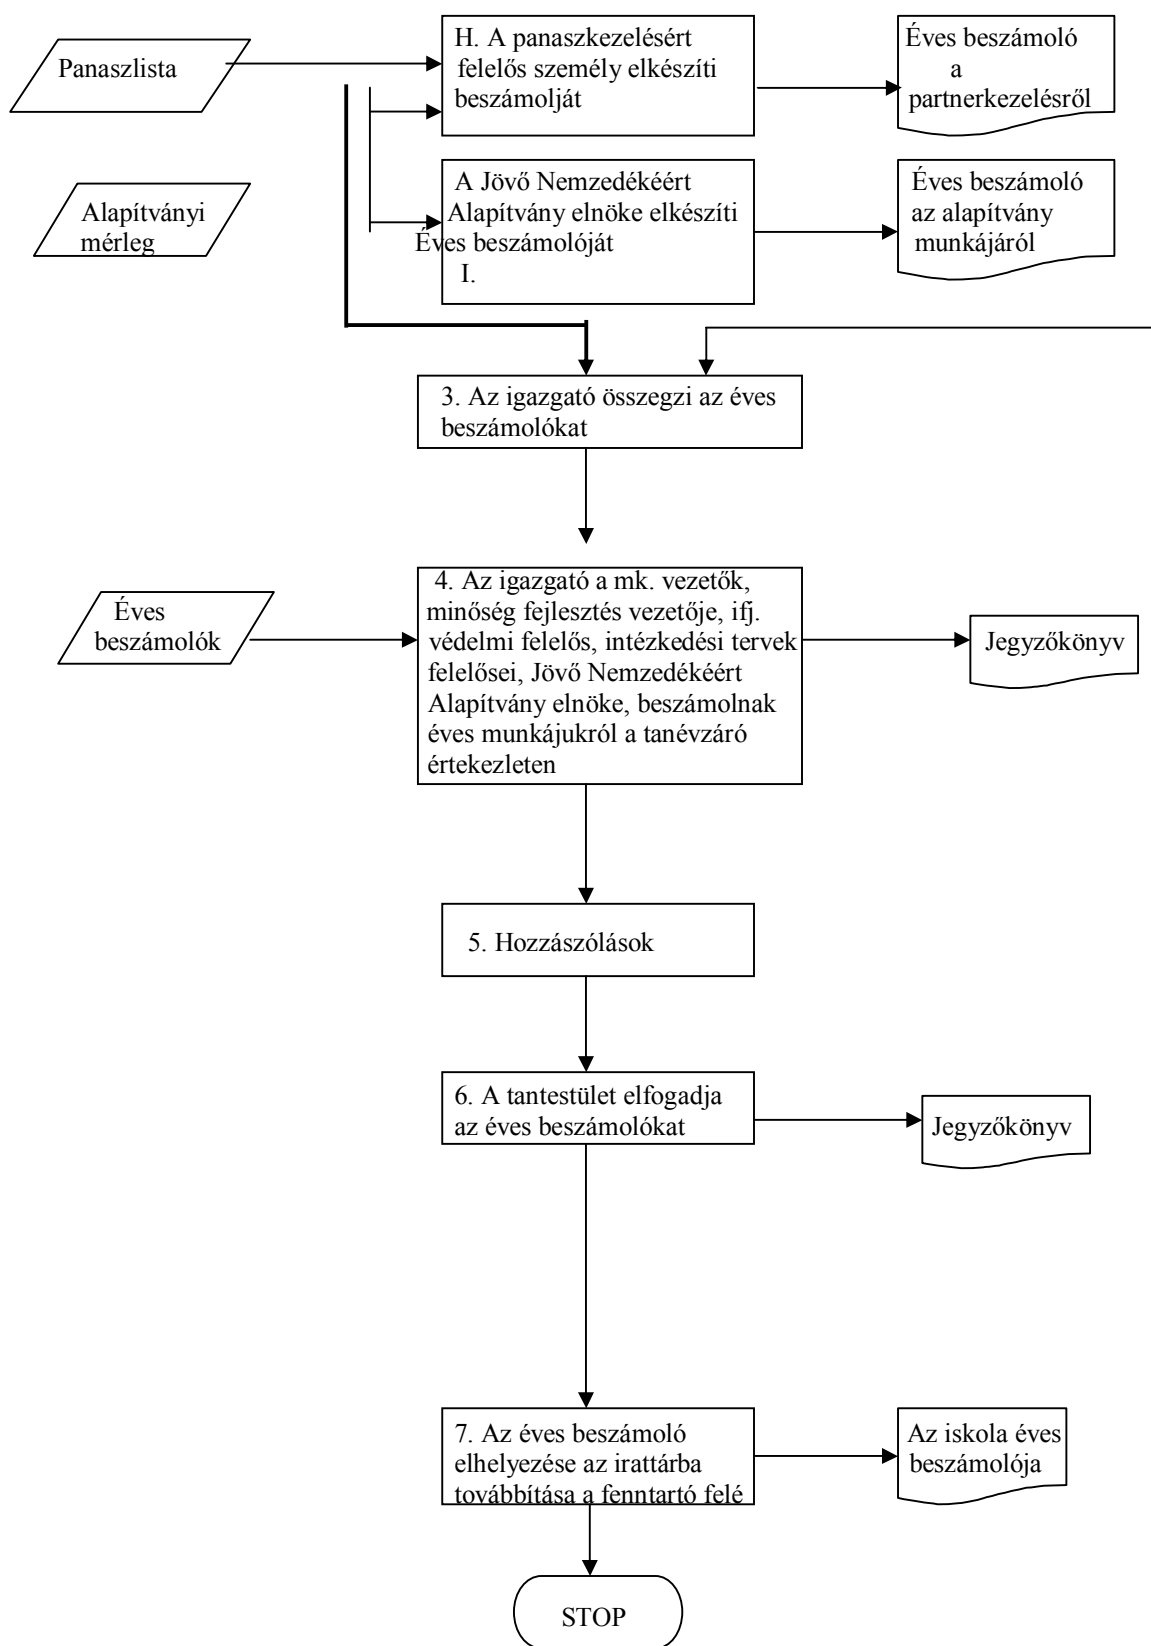 Panaszlista
H. A panaszkezelésért
felelős személy elkészíti
beszámolját
Éves beszámoló
a
partnerkezelésről
Alapítványi
mérleg
A Jövő Nemzedékéért
Alapítvány elnöke elkészíti
Éves beszámolóját
I.
Éves beszámoló
az alapítvány
munkájáról
3. Az igazgató összegzi az éves
beszámolókat
Éves
beszámolók
4. Az igazgató a mk. vezetők,
minőség fejlesztés vezetője, ifj.
védelmi felelős, intézkedési tervek
felelősei, Jövő Nemzedékéért
Alapítvány elnöke, beszámolnak
éves munkájukról a tanévzáró
értekezleten
Jegyzőkönyv
5. Hozzászólások
6. A tantestület elfogadja
az éves beszámolókat
Jegyzőkönyv
7. Az éves beszámoló
elhelyezése az irattárba
továbbítása a fenntartó felé
Az iskola éves
beszámolója
STOP